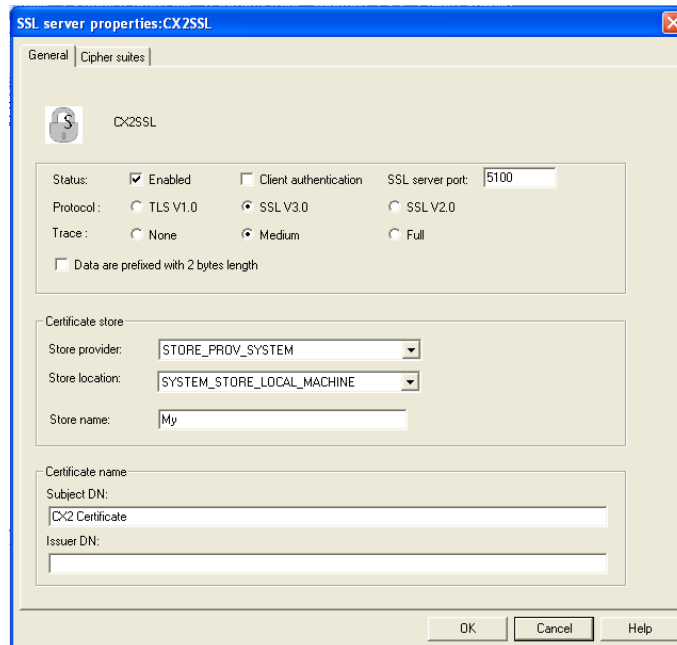 SSL server properties:CX2SSL
General Cipher suites
S CX2SSL
Status: Enabled Client authentication SSL server port: 5100
Protocol : TLS V1.0 SSL V3.0 SSL V2.0
Trace : None Medium Full
Data are prefixed with 2 bytes length
Certificate store
Store provider: STORE_PROV_SYSTEM
Store location: SYSTEM_STORE_LOCAL_MACHINE
Store name: My
Certificate name
Subject DN:
CX2 Certificate
Issuer DN:
OK Cancel Help